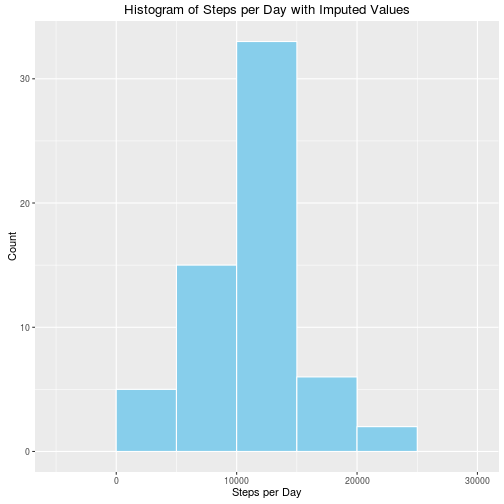 Histogram of Steps per Day with Imputed Values
Count
30
20
10
0
0 10000 20000 30000
Steps per Day